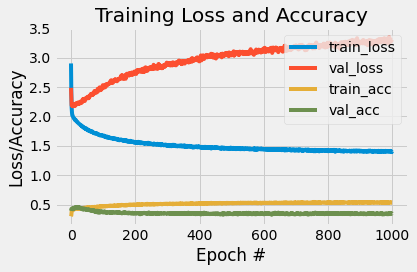 Training Loss and Accuracy
3.5
3.0
2.5
2.0
1.5
1.0
0.5
Loss/Accuracy
train_loss
val_loss
train_acc
val_acc
0 200 400 600 800 1000
Epoch #